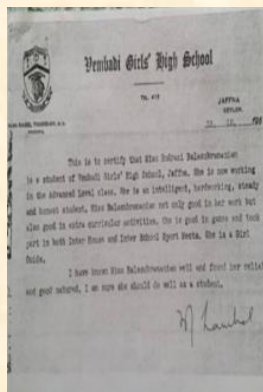 Vembadi Girls' High School
JAFFNA
CEYLON.
This is to certify that Miss Balasubramaniam
is a student of Vembadi Girls' High School, Jaffna. She is now working
in the Advanced Level class. She is an intelligent, hardworking, steady
and honest student. Miss Balasubramaniam not only good in her work but
also good in extra curricular activities. She is good in games and took
part in both Inter House and Inter School Sport Meets. She is a Girl
Guide.
I have known Miss Balasubramaniam well and found her
and good natured. I am sure she should do well as a student.